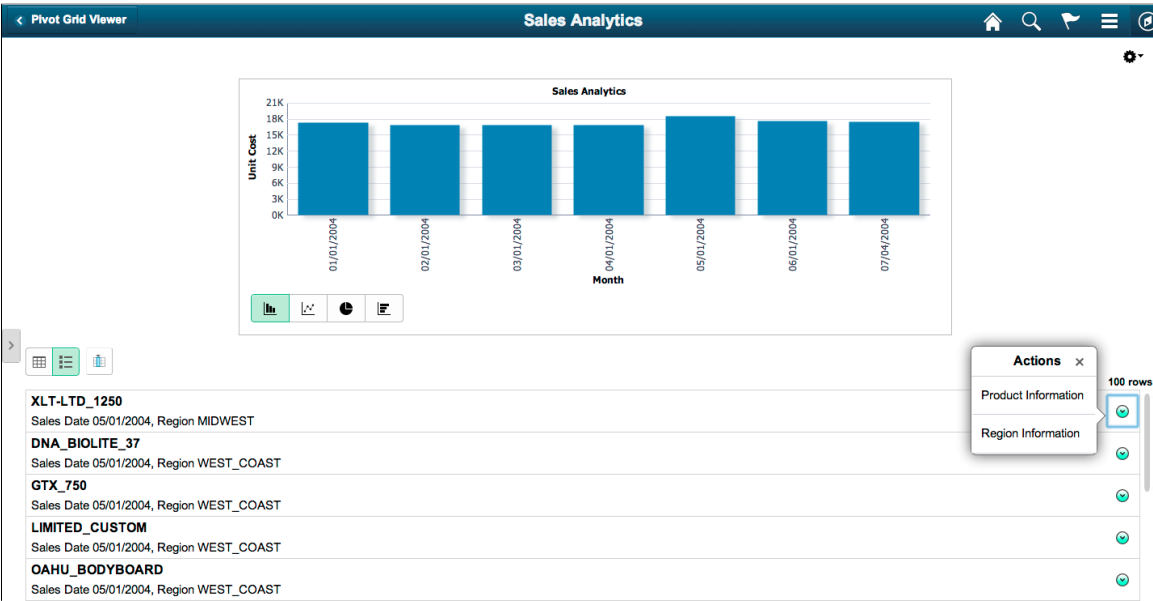 Pivot Grid Viewer
Sales Analytics
Sales Analytics
21K
18K
15K
12K
9K
6K
3K
0K
Unit Cost
01/01/2004
02/01/2004
03/01/2004
04/01/2004
05/01/2004
06/01/2004
07/04/2004
Month
Actions ×
Product Information
Region Information
100 rows
XLT-LTD_1250
Sales Date 05/01/2004, Region MIDWEST
DNA_BIOLITE_37
Sales Date 05/01/2004, Region WEST_COAST
GTX_750
Sales Date 05/01/2004, Region WEST_COAST
LIMITED_CUSTOM
Sales Date 05/01/2004, Region WEST_COAST
OAHU_BODYBOARD
Sales Date 05/01/2004, Region WEST_COAST